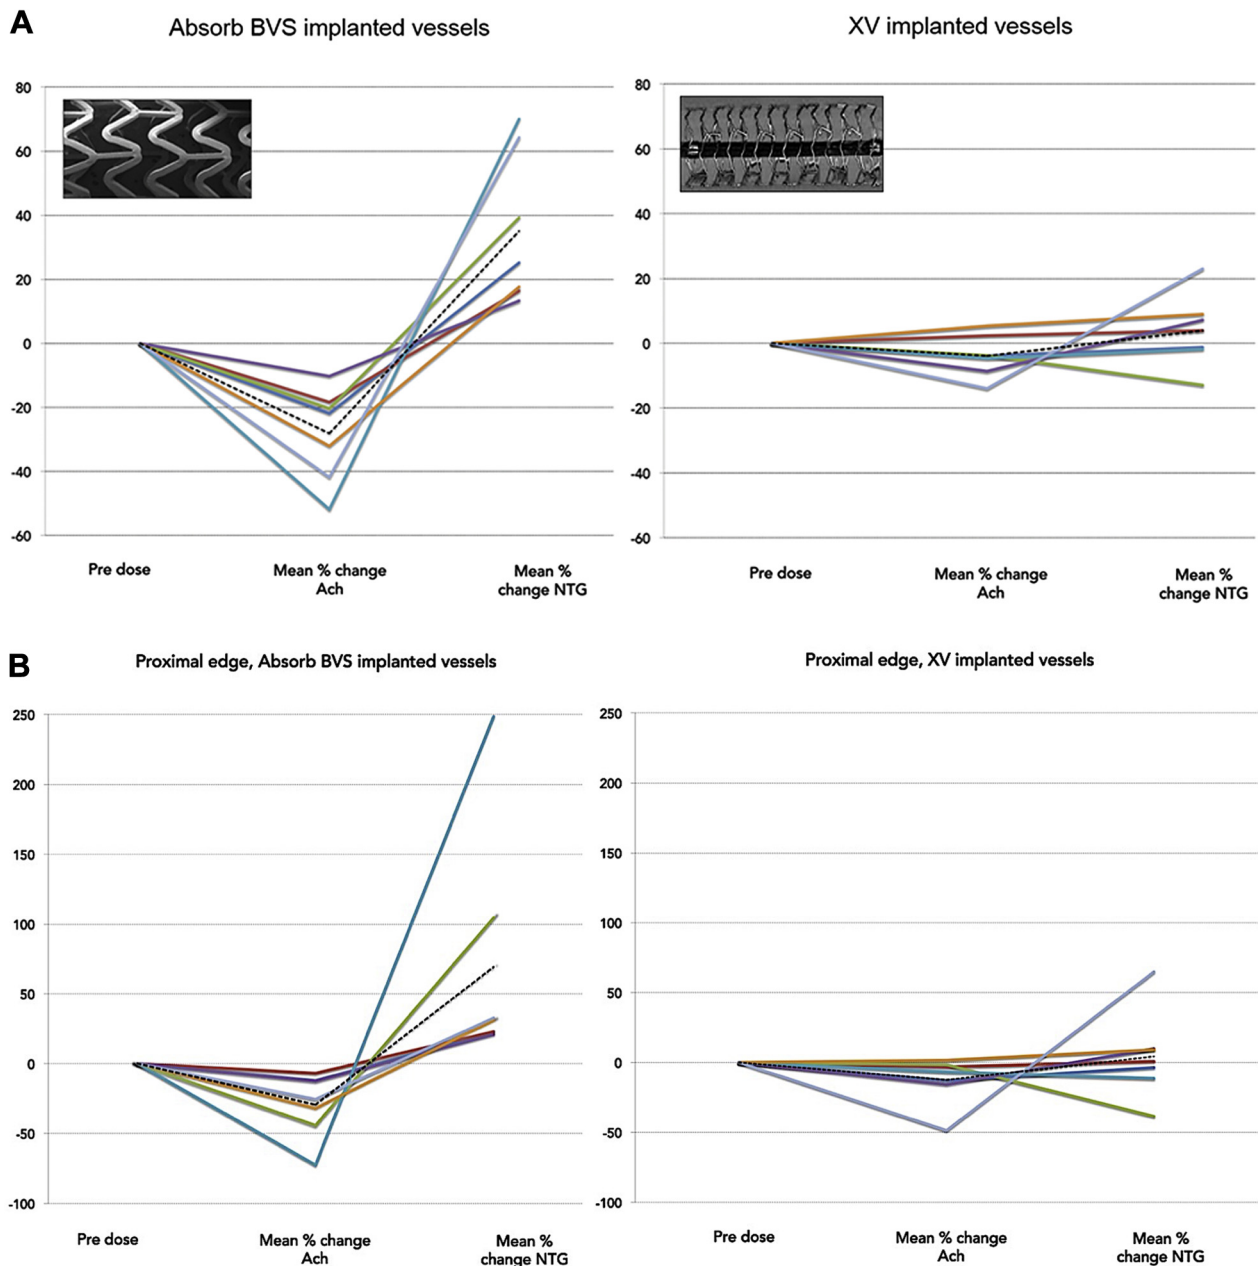 A
Absorb BVS implanted vessels
XV implanted vessels
80
60
40
20
0
-20
-40
-60
Pre dose
Mean % change
Ach
Mean %
change NTG
80
60
40
20
0
-20
-40
-60
Pre dose
Mean % change
Ach
Mean %
change NTG
B
Proximal edge, Absorb BVS implanted vessels
Proximal edge, XV implanted vessels
250
200
150
100
50
0
-50
-100
Pre dose
Mean % change
Ach
Mean %
change NTG
250
200
150
100
50
0
-50
-100
Pre dose
Mean % change
Ach
Mean %
change NTG